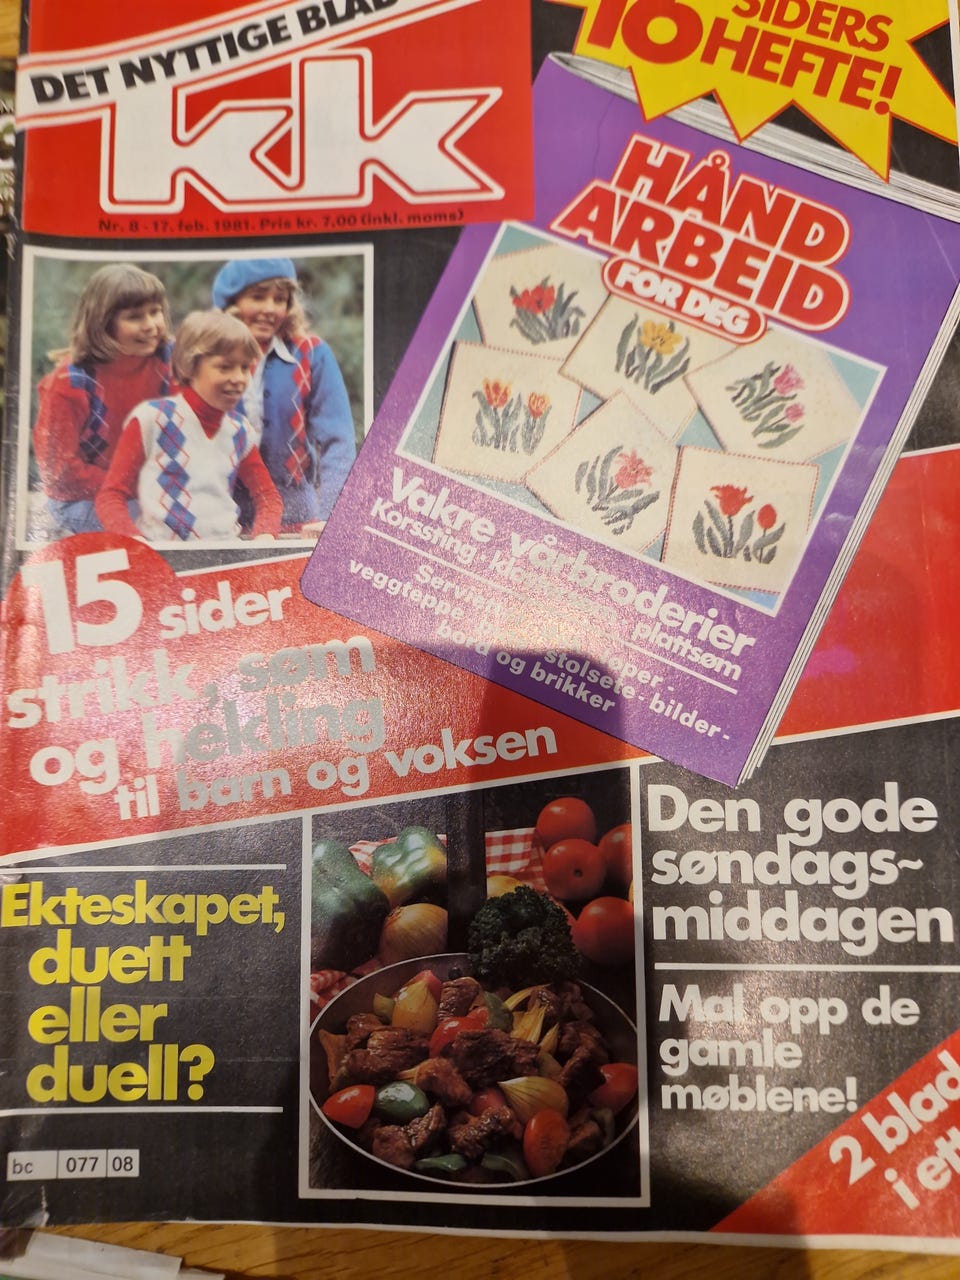 DET NYTTIGE BLAD
kk
Nr. 8 - 17. feb. 1981. Pris kr. 7,00 (inkl. moms)
16 SIDERS
HEFTE!
HÅND
ARBEID
FOR DEG
Vakre vårbroderier
Korssting, plattsøm
veggtepper stolsete - bilder -
bord og brikker
15 sider
strikk, søm
og hekling
til barn og voksen
Ekteskapet,
duett
eller
duell?
Den gode
søndags~
middagen
Mal opp de
gamle
møblene!
2 blad
i ett
bc 077 08